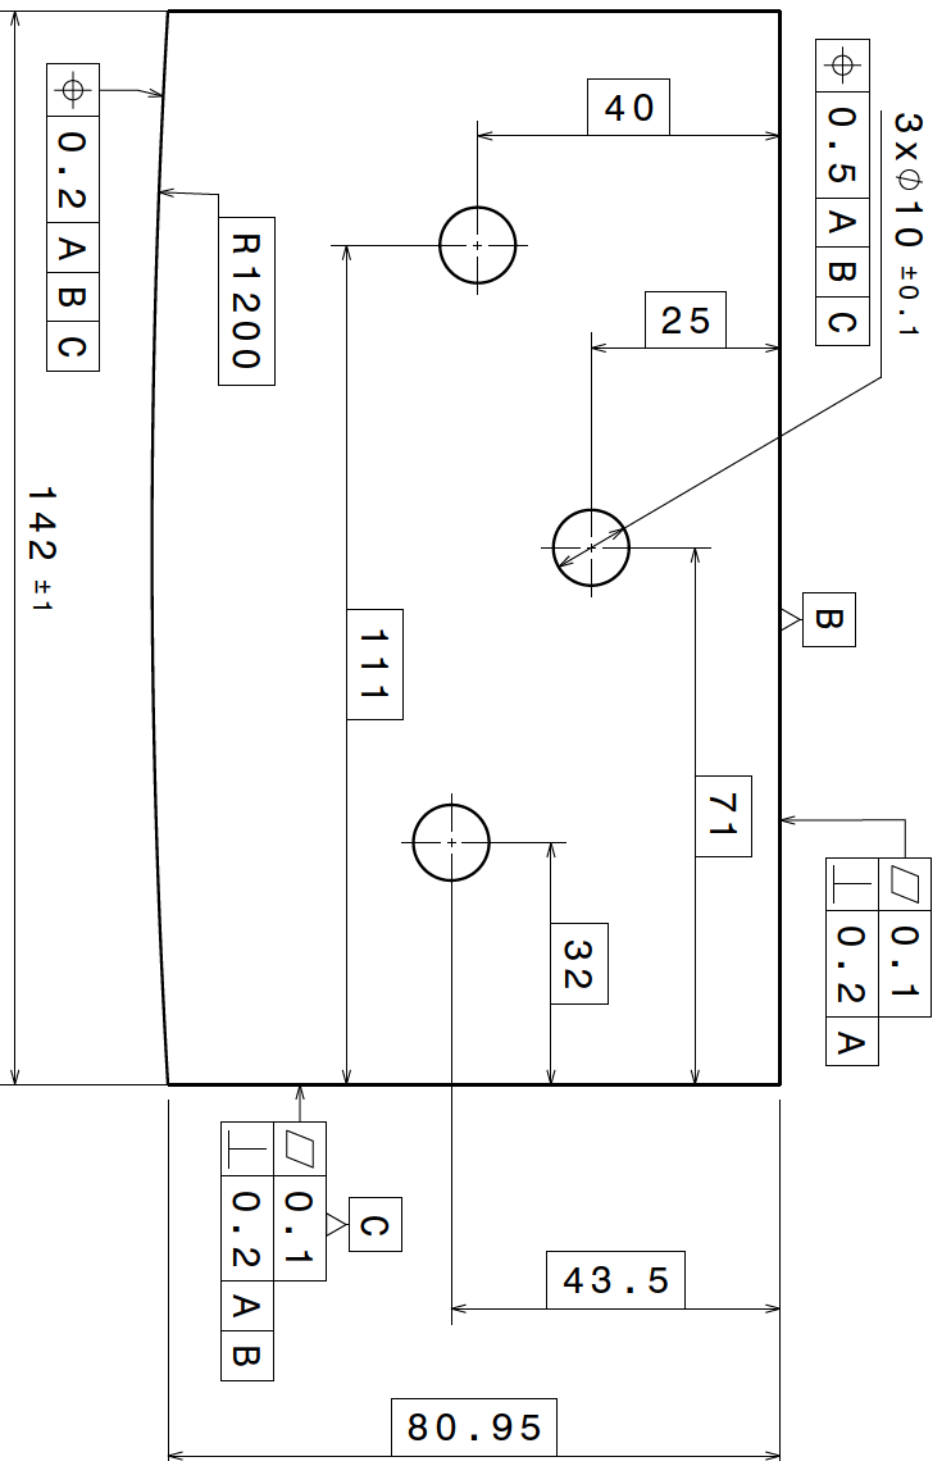 3x⌀10 ±0.1
⌖ 0.5 A B C
⌖ 0.2 A B C
R1200
40
25
B
111
71
32
142 ±1
⏥ 0.1
⟂ 0.2 A
⏥ 0.1
⟂ 0.2 A B
C
43.5
80.95